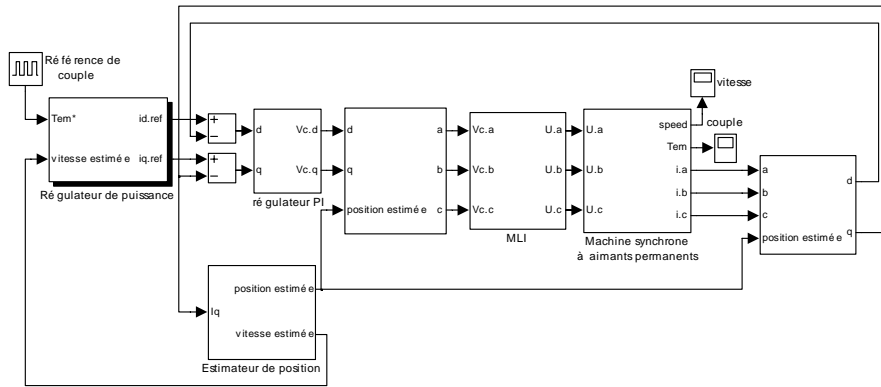 Référence de
couple
Tem*
vitesse estimée
id.ref
iq.ref
Régulateur de puissance
+
−
+
−
d
q
Vc.d
Vc.q
régulateur PI
d
q
position estimée
a
b
c
Vc.a
Vc.b
Vc.c
U.a
U.b
U.c
MLI
U.a
U.b
U.c
speed
Tem
i.a
i.b
i.c
Machine synchrone
à aimants permanents
vitesse
couple
a
b
c
position estimée
d
q
Iq
position estimée
vitesse estimée
Estimateur de position